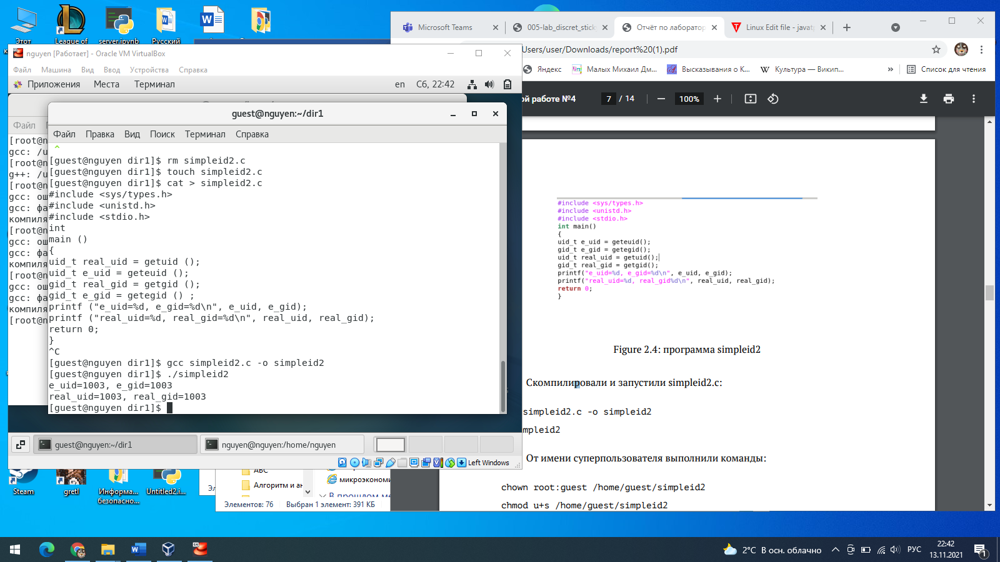 Этот
League of
server.ipynb
Русский
nguyen [Работает] - Oracle VM VirtualBox
Файл Машина Вид Ввод Устройства Справка
Приложения Места Терминал en Сб, 22:42
Файл
[root@n
gcc: /u
[root@n
g++: /u
[root@n
gcc: ош
gcc: фа
компиля
[root@n
gcc: ош
gcc: фа
компиля
[root@n
gcc: ош
gcc: фа
компиля
[root@n
guest@nguyen:~/dir1
Файл Правка Вид Поиск Терминал Справка
^
[guest@nguyen dir1]$ rm simpleid2.c
[guest@nguyen dir1]$ touch simpleid2.c
[guest@nguyen dir1]$ cat > simpleid2.c
#include <sys/types.h>
#include <unistd.h>
#include <stdio.h>
int
main ()
{
uid_t real_uid = getuid ();
uid_t e_uid = geteuid ();
gid_t real_gid = getgid ();
gid_t e_gid = getegid () ;
printf ("e_uid=%d, e_gid=%d\n", e_uid, e_gid);
printf ("real_uid=%d, real_gid=%d\n", real_uid, real_gid);
return 0;
}
^C
[guest@nguyen dir1]$ gcc simpleid2.c -o simpleid2
[guest@nguyen dir1]$ ./simpleid2
e_uid=1003, e_gid=1003
real_uid=1003, real_gid=1003
[guest@nguyen dir1]$
guest@nguyen:~/dir1
nguyen@nguyen:/home/nguyen
Left Windows
Microsoft Teams
005-lab_discret_stick
Отчёт по лаборатор
Linux Edit file - javat
Users/user/Downloads/report%20(1).pdf
Яндекс
Малых Михаил Дм...
Высказывания о К...
Культура — Викип...
»
Список для чтения
ой работе №4
7 / 14
100%
#include <sys/types.h>
#include <unistd.h>
#include <stdio.h>
int main()
{
uid_t e_uid = geteuid();
gid_t e_gid = getegid();
uid_t real_uid = getuid();
gid_t real_gid = getgid();
printf("e_uid=%d, e_gid=%d\n", e_uid, e_gid);
printf("real_uid=%d, real_gid%d\n", real_uid, real_gid);
return 0;
}
Figure 2.4: программа simpleid2
Скомпилировали и запустили simpleid2.c:
simpleid2.c -o simpleid2
mpleid2
От имени суперпользователя выполнили команды:
chown root:guest /home/guest/simpleid2
chmod u+s /home/guest/simpleid2
Steam
gretl
Информа...
безопасно...
Untitled2.i...
Эл
ABC
Алгоритм и ан
микроэкономи
В прошлом ме
Элементов: 76 Выбран 1 элемент: 391 КБ
2°C В осн. облачно
РУС
22:42
13.11.2021
1